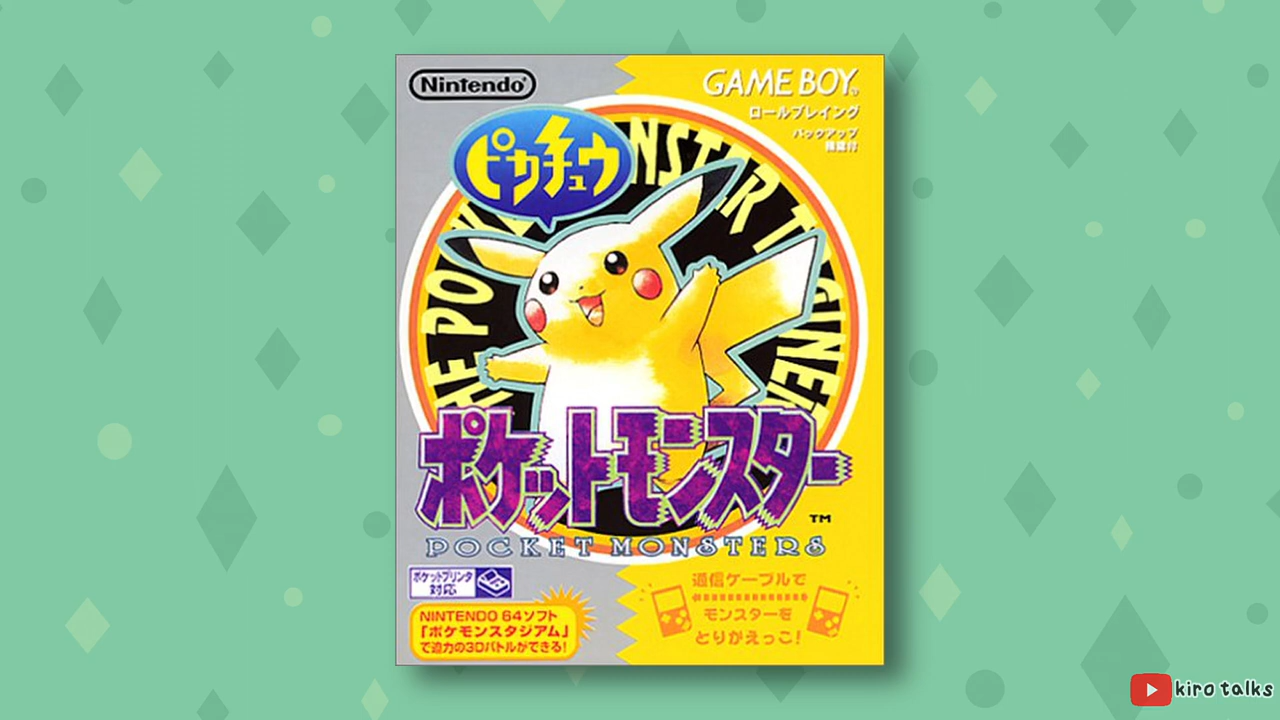 Nintendo®
GAME BOY®
ロールプレイング
バックアップ
機能付
ピカチュウ
THE POKÉMONSTER TRAINER
ポケットモンスター
TM
POCKET MONSTERS
ポケットプリンタ
対応
NINTENDO 64ソフト
「ポケモンスタジアム」
で迫力の3Dバトルができる!
通信ケーブルで
モンスターを
とりかえっこ!
kiro talks